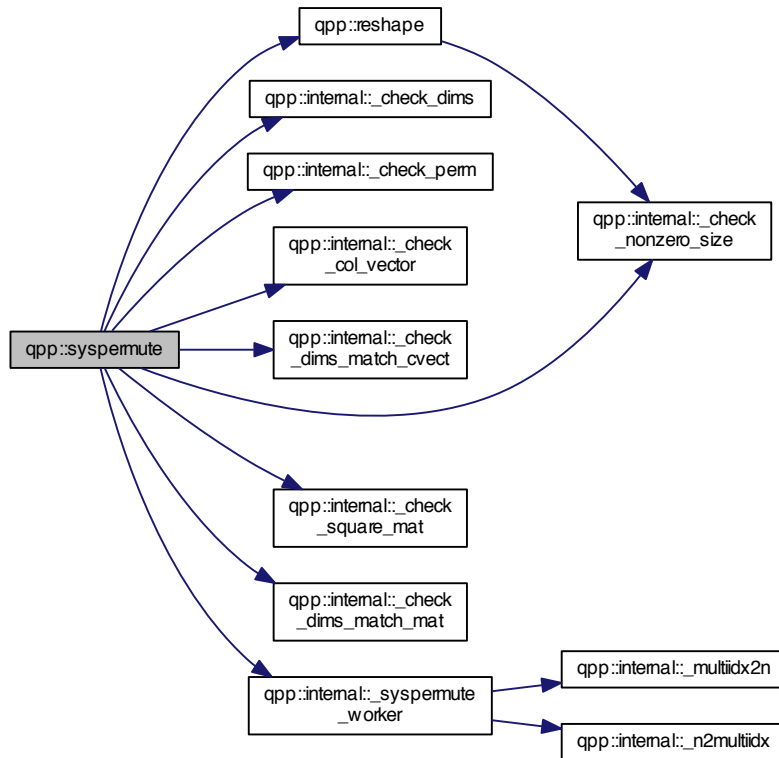 qpp::reshape
qpp::internal::_check_dims
qpp::internal::_check_perm
qpp::internal::_check
_col_vector
qpp::internal::_check
_nonzero_size
qpp::syspermute
qpp::internal::_check
_dims_match_cvect
qpp::internal::_check
_square_mat
qpp::internal::_check
_dims_match_mat
qpp::internal::_syspermute
_worker
qpp::internal::_multiidx2n
qpp::internal::_n2multiidx